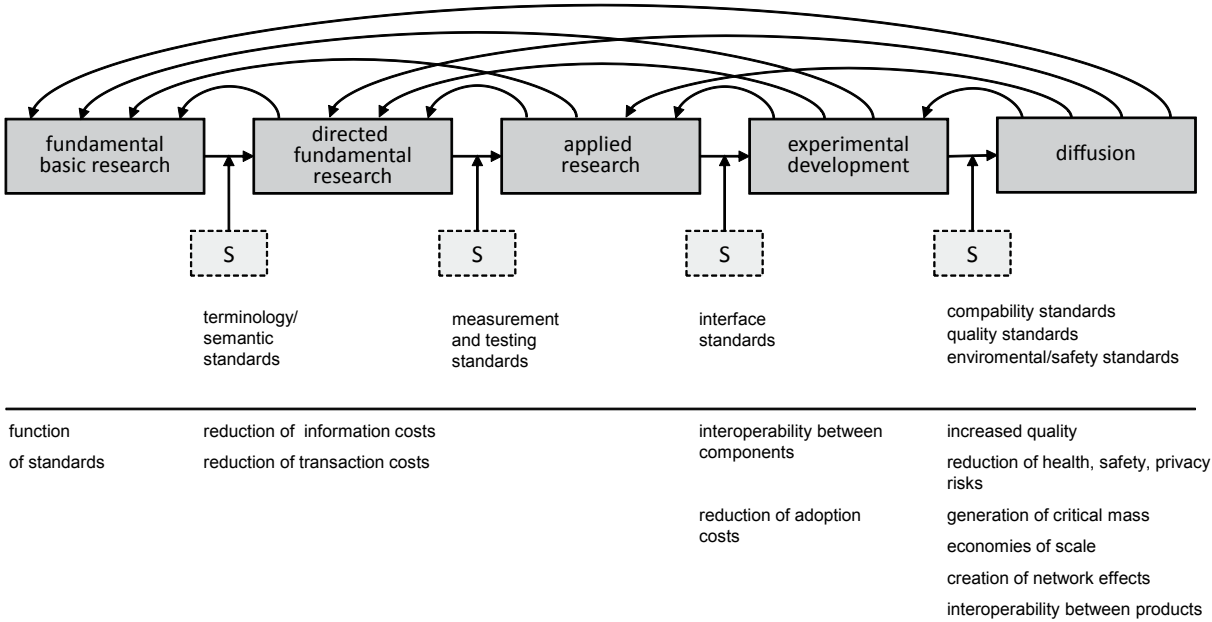 fundamental
basic research
directed
fundamental
research
applied
research
experimental
development
diffusion
S
S
S
S
terminology/
semantic
standards
measurement
and testing
standards
interface
standards
compability standards
quality standards
enviromental/safety standards
function
of standards
reduction of information costs
reduction of transaction costs
interoperability between
components
reduction of adoption
costs
increased quality
reduction of health, safety, privacy
risks
generation of critical mass
economies of scale
creation of network effects
interoperability between products